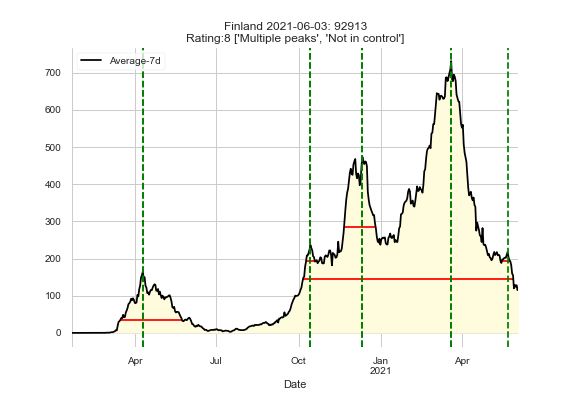 Finland 2021-06-03: 92913
Rating:8 ['Multiple peaks', 'Not in control']
Average-7d
700
600
500
400
300
200
100
0
Apr
Jul
Oct
Jan
2021
Apr
Date